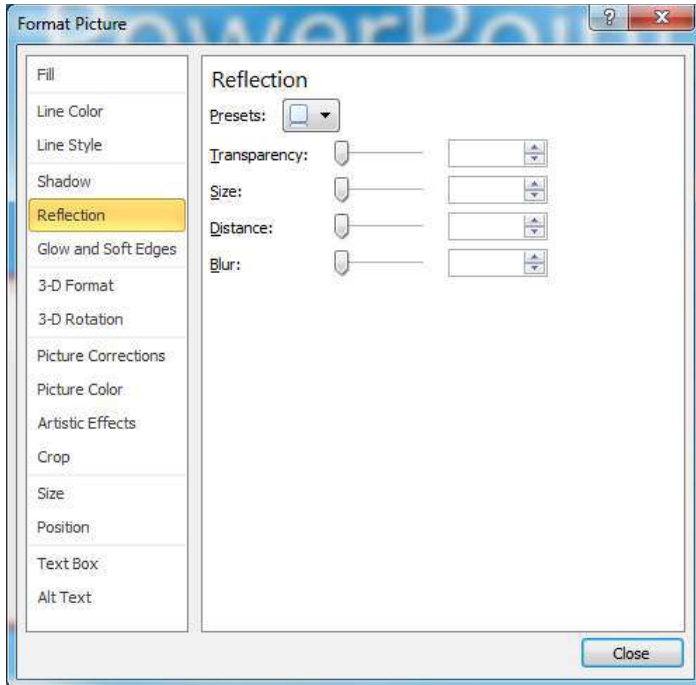 PowerPoint
Format Picture
Fill
Line Color
Line Style
Shadow
Reflection
Glow and Soft Edges
3-D Format
3-D Rotation
Picture Corrections
Picture Color
Artistic Effects
Crop
Size
Position
Text Box
Alt Text
Reflection
Presets:
Transparency:
Size:
Distance:
Blur:
Close